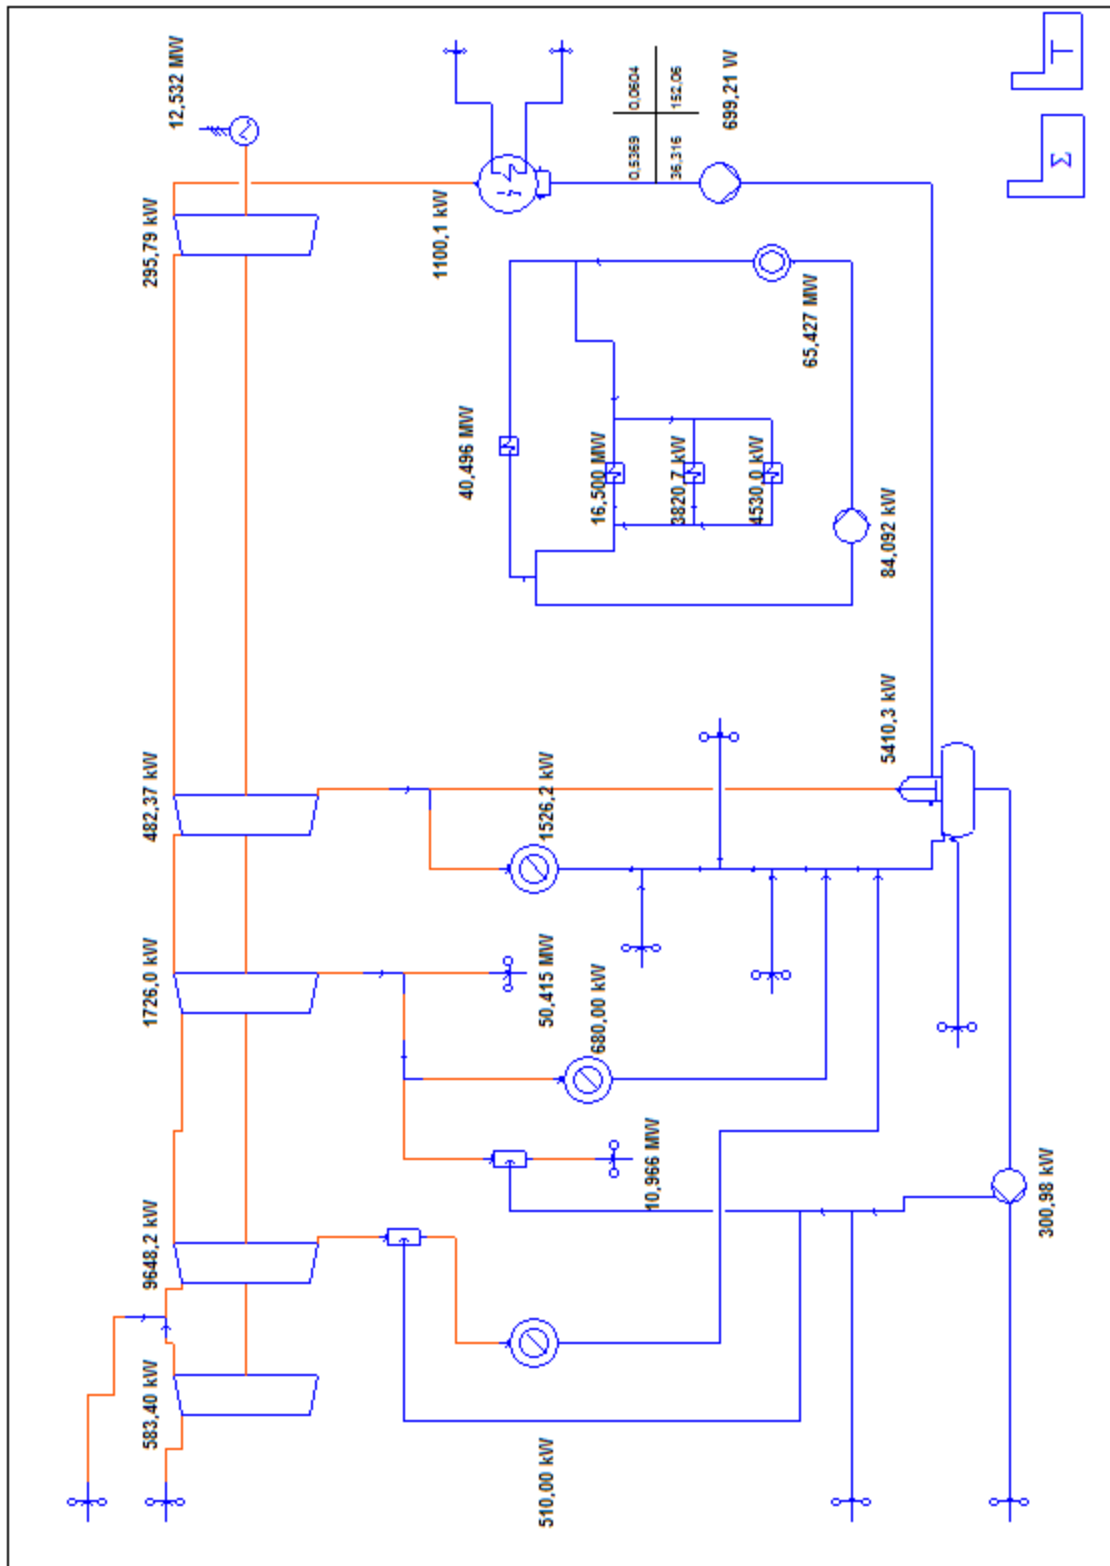 12,532 MW
295,79 kW
482,37 kW
1726,0 kW
9648,2 kW
583,40 kW
1100,1 kW
0,5369
0,0604
36,316
152,06
699,21 W
40,496 MW
16,500 MW
3820,7 kW
4530,0 kW
65,427 MW
84,092 kW
5410,3 kW
1526,2 kW
50,415 MW
680,00 kW
10,966 MW
510,00 kW
300,98 kW
T
Σ